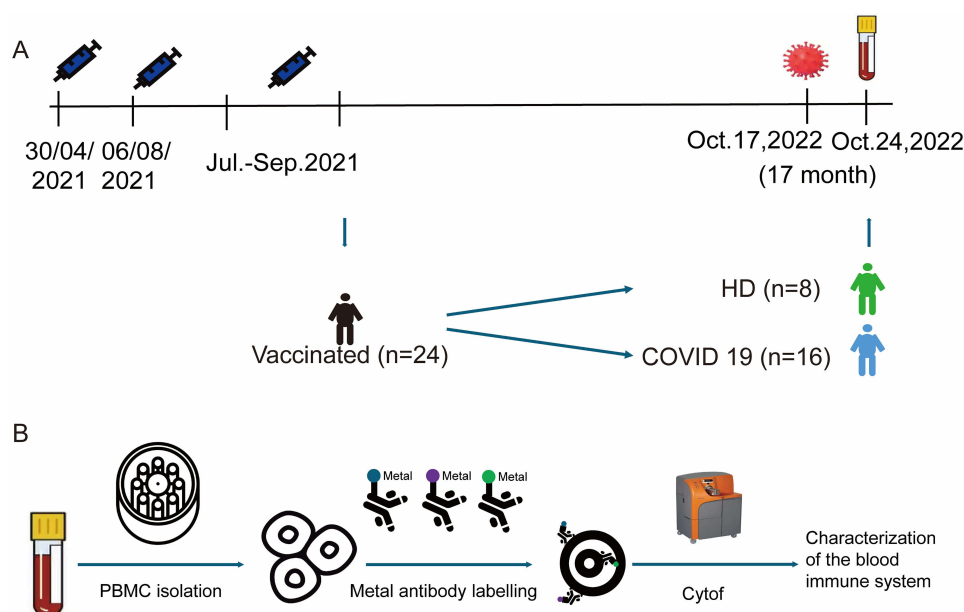 A
30/04/ 06/08/
2021 2021
Jul.-Sep.2021
Oct.17,2022 Oct.24,2022
(17 month)
HD (n=8)
Vaccinated (n=24)
COVID 19 (n=16)
B
Metal Metal Metal
PBMC isolation
Metal antibody labelling
Cytof
Characterization
of the blood
immune system